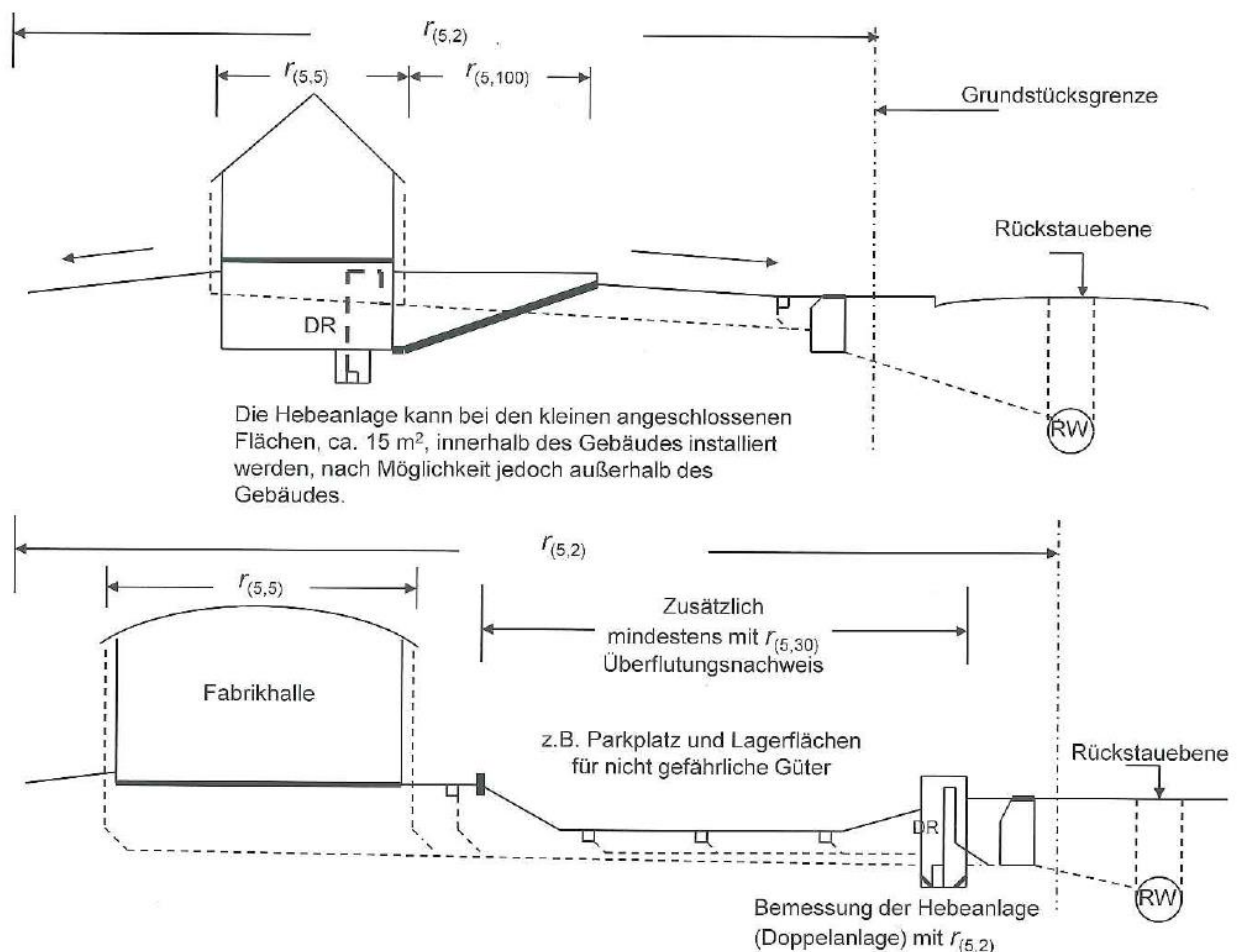 r(5,2)
r(5,5)
r(5,100)
Grundstücksgrenze
Rückstauebene
DR
RW
Die Hebeanlage kann bei den kleinen angeschlossenen
Flächen, ca. 15 m², innerhalb des Gebäudes installiert
werden, nach Möglichkeit jedoch außerhalb des
Gebäudes.
r(5,2)
r(5,5)
Zusätzlich
mindestens mit r(5,30)
Überflutungsnachweis
Fabrikhalle
z.B. Parkplatz und Lagerflächen
für nicht gefährliche Güter
Rückstauebene
DR
RW
Bemessung der Hebeanlage
(Doppelanlage) mit r(5,2)